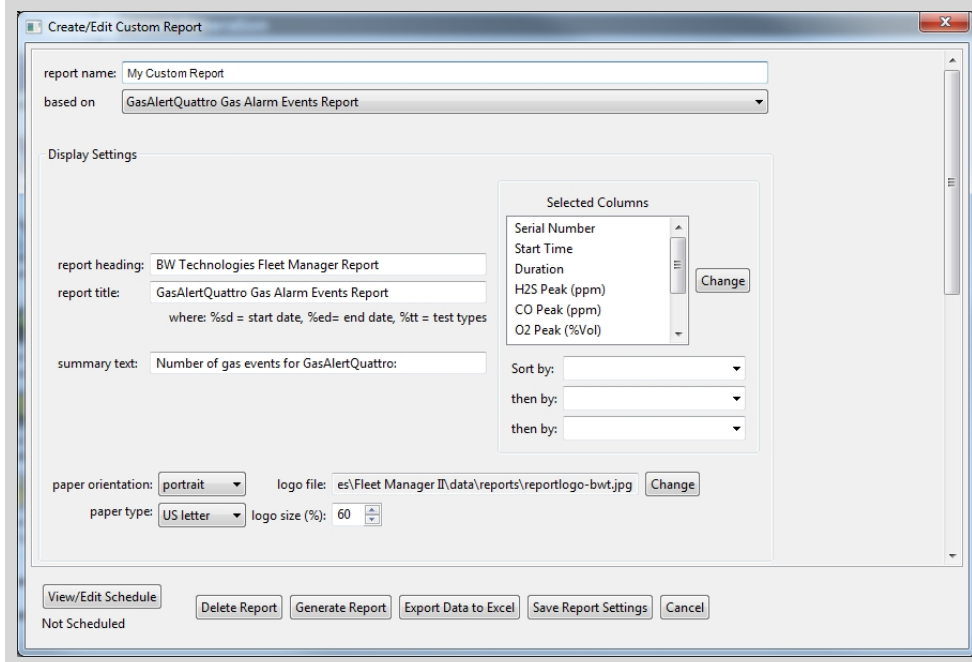 Create/Edit Custom Report
report name: My Custom Report
based on GasAlertQuattro Gas Alarm Events Report
Display Settings
Selected Columns
Serial Number
Start Time
Duration
H2S Peak (ppm)
CO Peak (ppm)
O2 Peak (%Vol)
Change
report heading: BW Technologies Fleet Manager Report
report title: GasAlertQuattro Gas Alarm Events Report
where: %sd = start date, %ed= end date, %tt = test types
summary text: Number of gas events for GasAlertQuattro:
Sort by:
then by:
then by:
paper orientation: portrait logo file: es\Fleet Manager II\data\reports\reportlogo-bwt.jpg Change
paper type: US letter logo size (%): 60
View/Edit Schedule
Not Scheduled
Delete Report Generate Report Export Data to Excel Save Report Settings Cancel